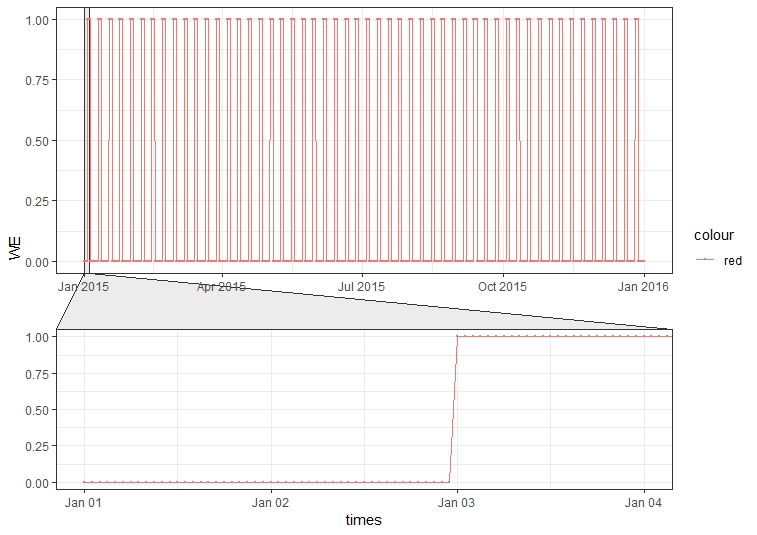 1.00
0.75
0.50
0.25
0.00
WE
Jan 2015
Apr 2015
Jul 2015
Oct 2015
Jan 2016
colour
red
1.00
0.75
0.50
0.25
0.00
Jan 01
Jan 02
Jan 03
Jan 04
times